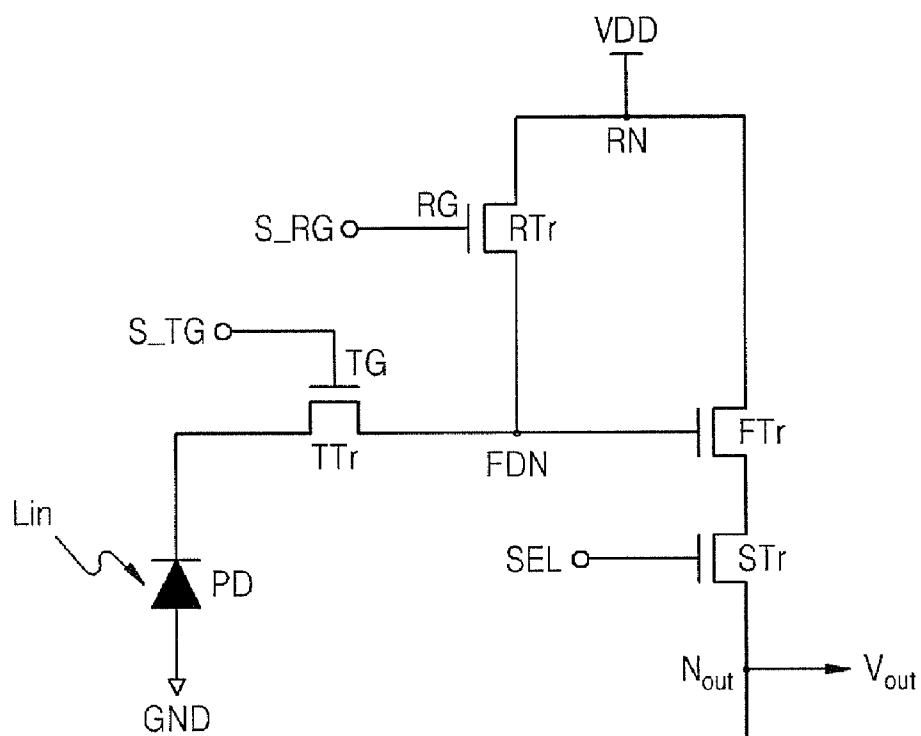 VDD
RN
RG
S_RG
RTr
S_TG
TG
TTr
FDN
FTr
Lin
PD
SEL
STr
GND
Nout
Vout